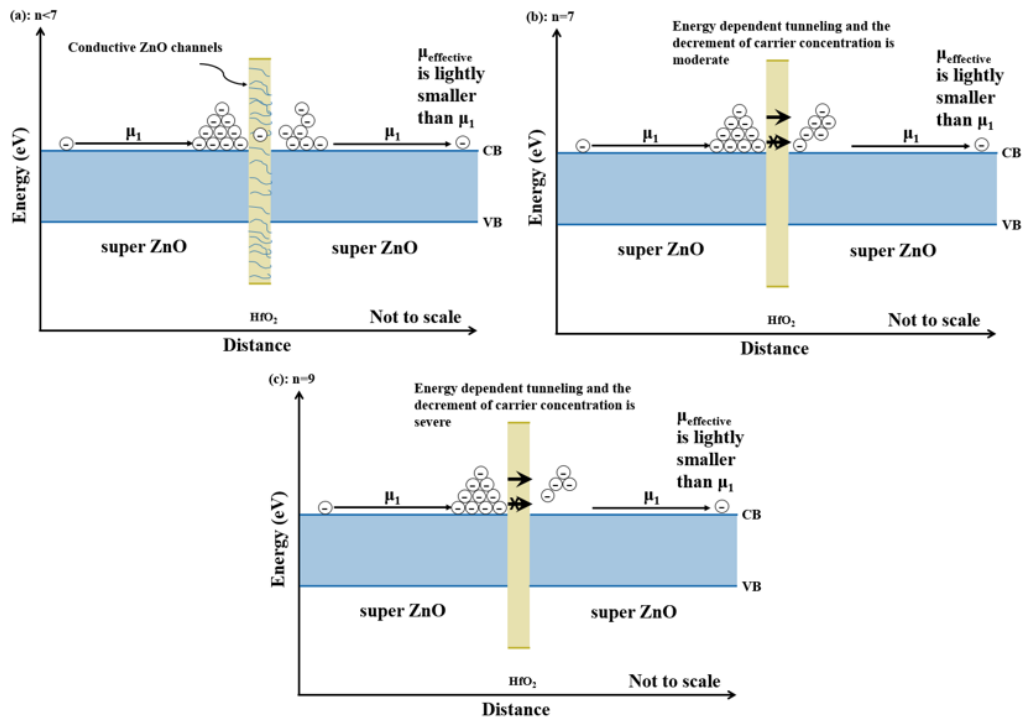 (a): n<7
Conductive ZnO channels
μeffective
is lightly
smaller
than μ1
μ1
μ1
CB
VB
Energy (eV)
super ZnO
super ZnO
HfO2
Not to scale
Distance
(b): n=7
Energy dependent tunneling and the
decrement of carrier concentration is
moderate
μeffective
is lightly
smaller
than μ1
μ1
μ1
CB
VB
Energy (eV)
super ZnO
super ZnO
HfO2
Not to scale
Distance
(c): n=9
Energy dependent tunneling and the
decrement of carrier concentration is
severe
μeffective
is lightly
smaller
than μ1
μ1
μ1
CB
VB
Energy (eV)
super ZnO
super ZnO
HfO2
Not to scale
Distance